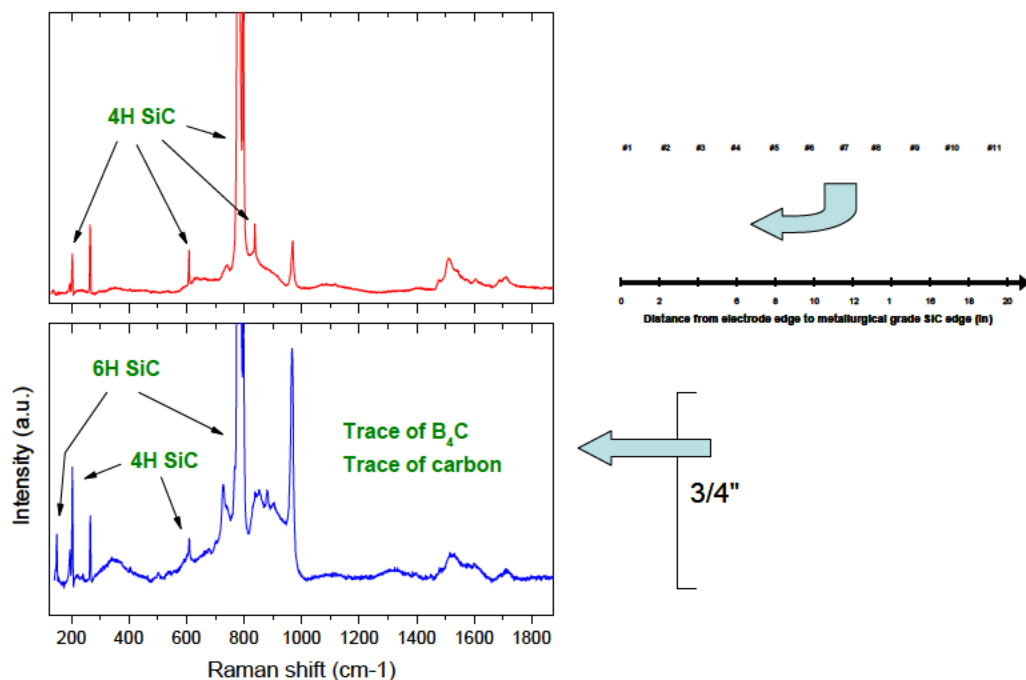 4H SiC
6H SiC
4H SiC
Trace of B4C
Trace of carbon
Intensity (a.u.)
200 400 600 800 1000 1200 1400 1600 1800
Raman shift (cm-1)
#1 #2 #3 #4 #5 #6 #7 #8 #9 #10 #11
0 2 4 6 8 10 12 1 16 18 20
Distance from electrode edge to metallurgical grade SiC edge (in)
3/4"